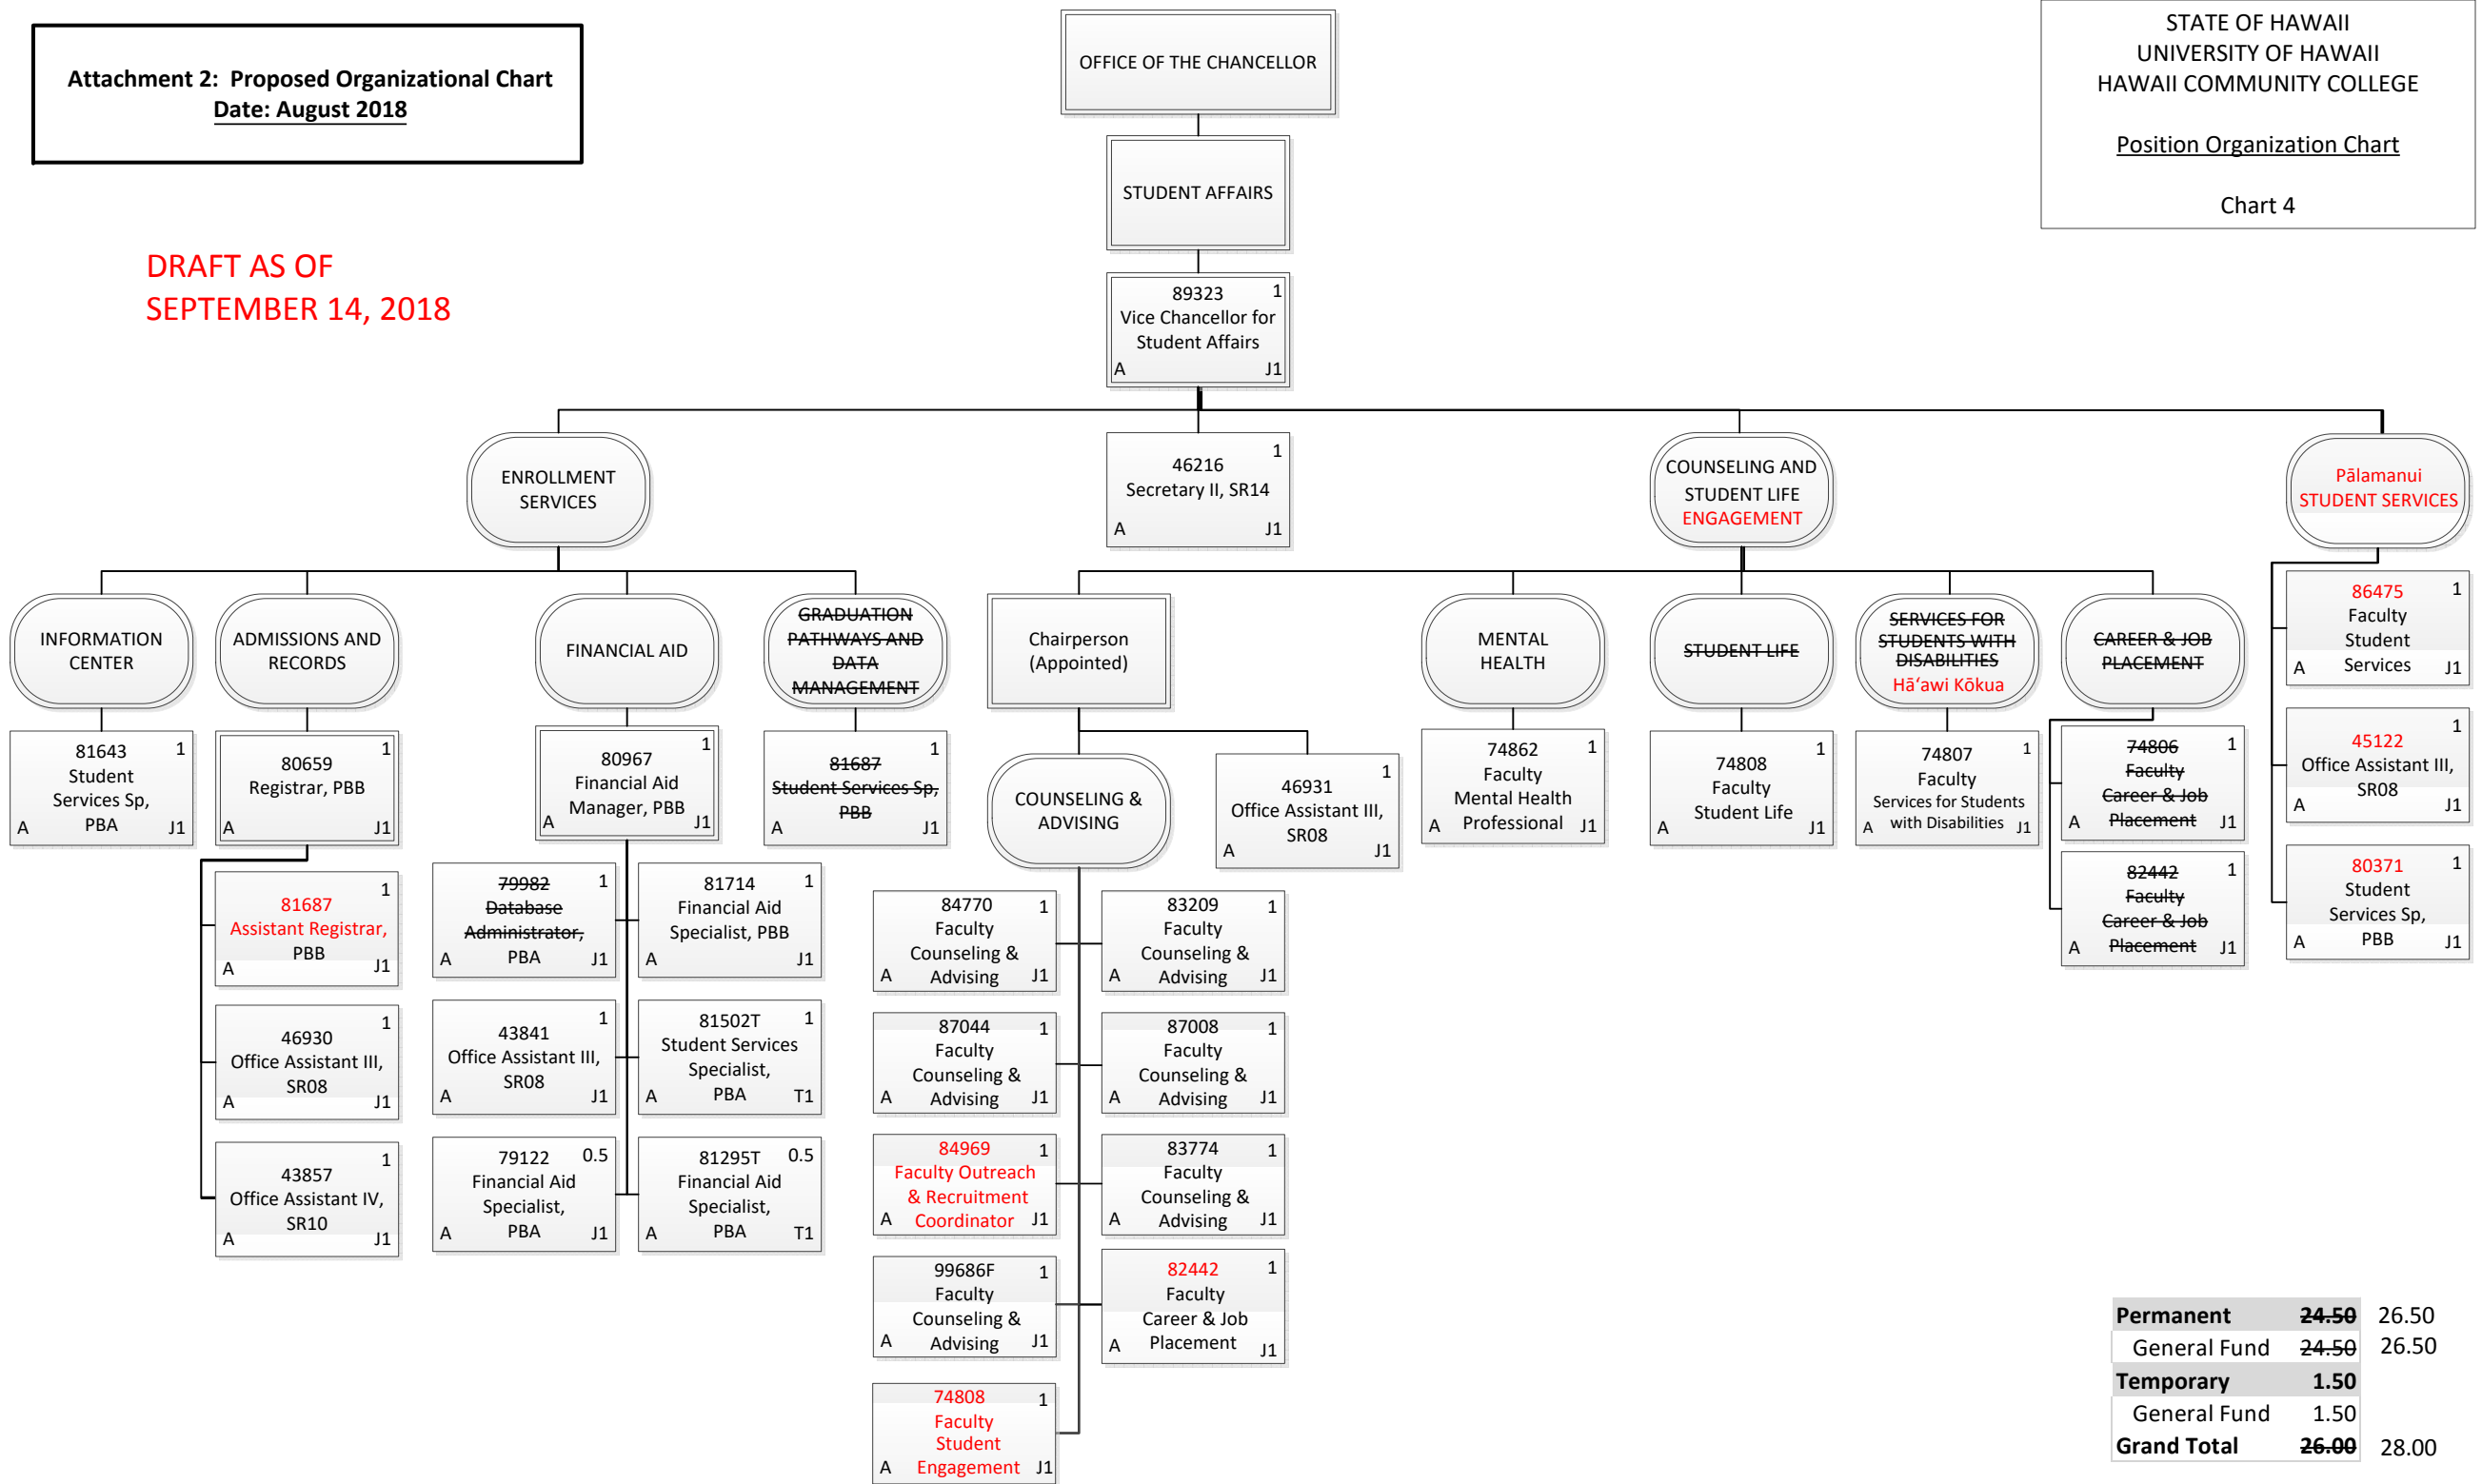 Attachment 2: Proposed Organizational Chart
Date: August 2018
DRAFT AS OF
SEPTEMBER 14, 2018
STATE OF HAWAII
UNIVERSITY OF HAWAII
HAWAII COMMUNITY COLLEGE
Position Organization Chart
Chart 4
OFFICE OF THE CHANCELLOR
STUDENT AFFAIRS
89323 1
Vice Chancellor for
Student Affairs
A J1
ENROLLMENT
SERVICES
46216 1
Secretary II, SR14
A J1
COUNSELING AND
STUDENT LIFE
ENGAGEMENT
Pālamanui
STUDENT SERVICES
INFORMATION
CENTER
81643 1
Student
Services Sp,
PBA
A J1
ADMISSIONS AND
RECORDS
80659 1
Registrar, PBB
A J1
81687 1
Assistant Registrar,
PBB
A J1
46930 1
Office Assistant III,
SR08
A J1
43857 1
Office Assistant IV,
SR10
A J1
FINANCIAL AID
80967 1
Financial Aid
Manager, PBB
A J1
79982 1
Database
Administrator,
PBA
A J1
81714 1
Financial Aid
Specialist, PBB
A J1
43841 1
Office Assistant III,
SR08
A J1
81502T 1
Student Services
Specialist,
PBA
A T1
79122 0.5
Financial Aid
Specialist,
PBA
A J1
81295T 0.5
Financial Aid
Specialist,
PBA
A T1
GRADUATION
PATHWAYS AND
DATA
MANAGEMENT
81687 1
Student Services Sp,
PBB
A J1
Chairperson
(Appointed)
COUNSELING &
ADVISING
46931 1
Office Assistant III,
SR08
A J1
84770 1
Faculty
Counseling &
Advising
A J1
83209 1
Faculty
Counseling &
Advising
A J1
87044 1
Faculty
Counseling &
Advising
A J1
87008 1
Faculty
Counseling &
Advising
A J1
84969 1
Faculty Outreach
& Recruitment
Coordinator
A J1
83774 1
Faculty
Counseling &
Advising
A J1
99686F 1
Faculty
Counseling &
Advising
A J1
82442 1
Faculty
Career & Job
Placement
A J1
74808 1
Faculty
Student
Engagement
A J1
MENTAL
HEALTH
74862 1
Faculty
Mental Health
Professional
A J1
STUDENT LIFE
74808 1
Faculty
Student Life
A J1
SERVICES FOR
STUDENTS WITH
DISABILITIES
Hāʻawi Kōkua
74807 1
Faculty
Services for Students
with Disabilities
A J1
CAREER & JOB
PLACEMENT
74806 1
Faculty
Career & Job
Placement
A J1
82442 1
Faculty
Career & Job
Placement
A J1
86475 1
Faculty
Student
Services
A J1
45122 1
Office Assistant III,
SR08
A J1
80371 1
Student
Services Sp,
PBB
A J1
Permanent 24.50 26.50
General Fund 24.50 26.50
Temporary 1.50
General Fund 1.50
Grand Total 26.00 28.00